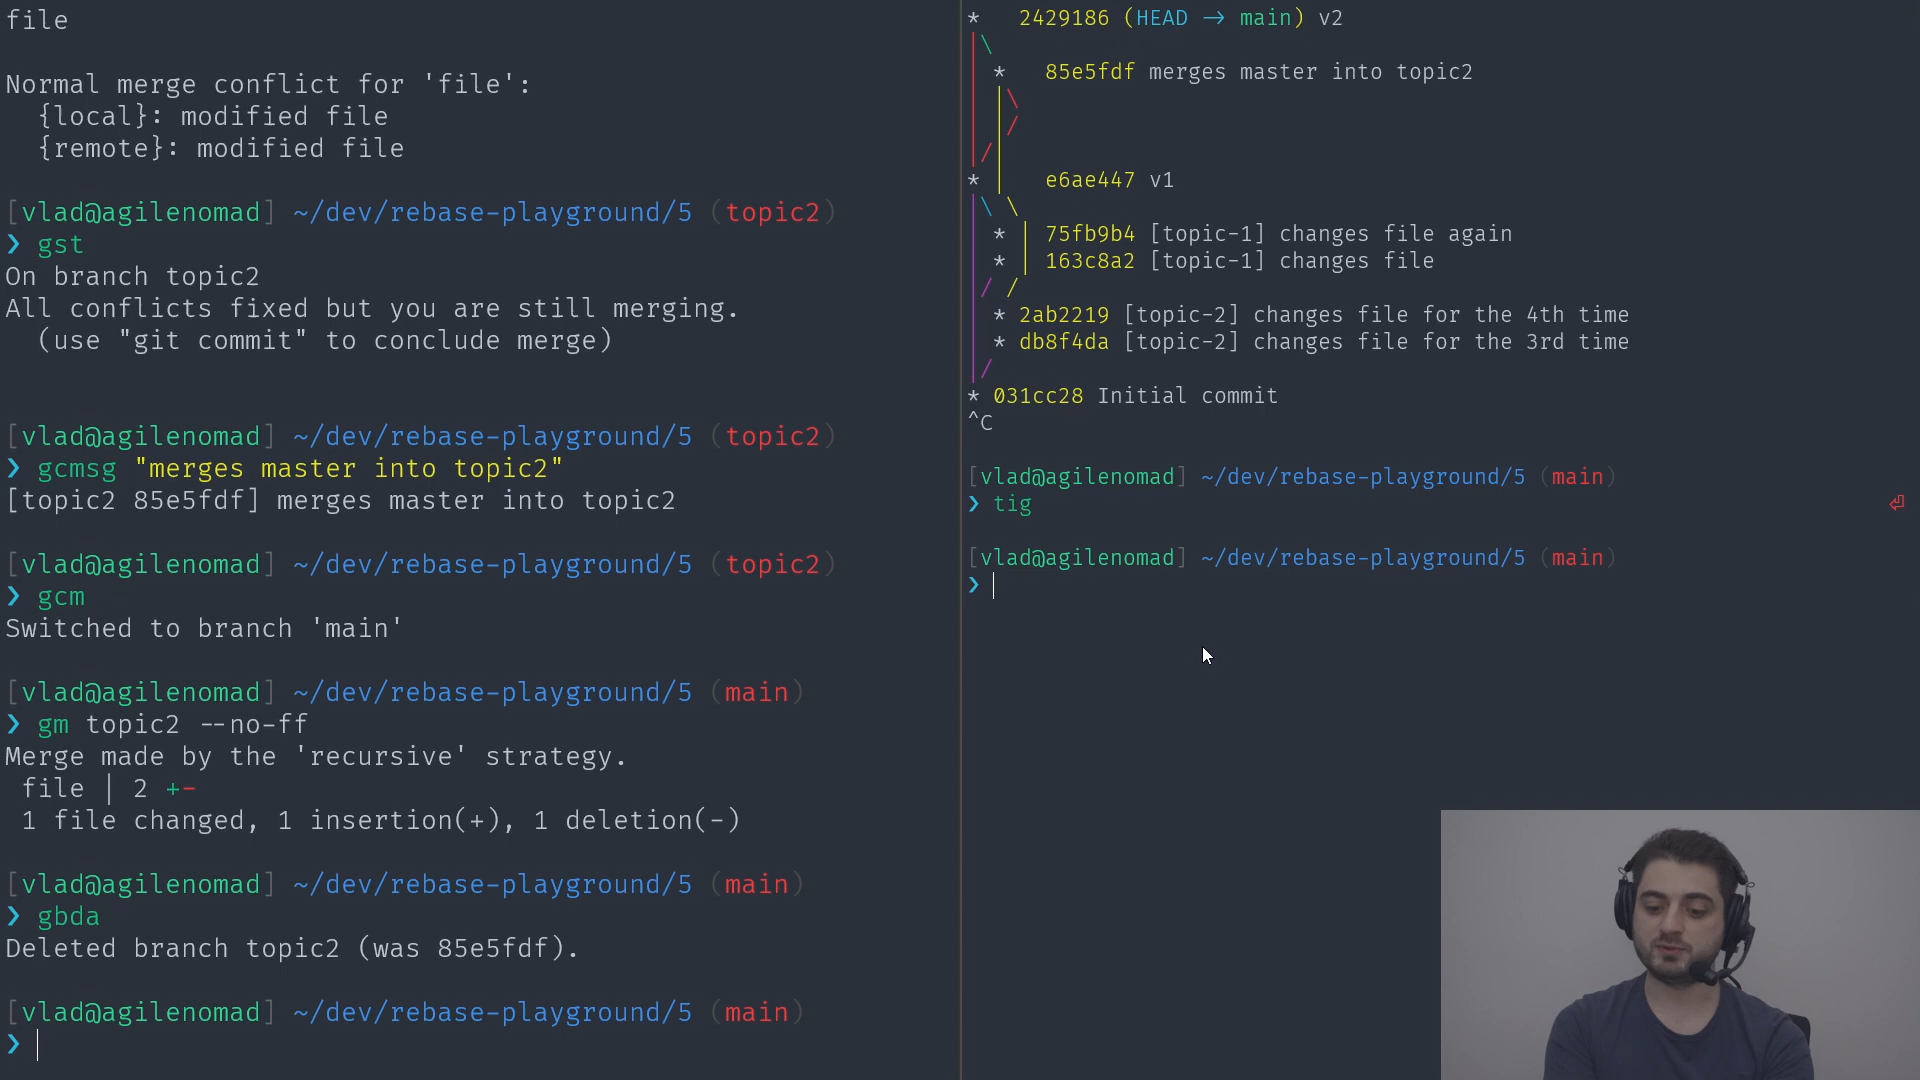 file
Normal merge conflict for 'file':
{local}: modified file
{remote}: modified file
[vlad@agilenomad] ~/dev/rebase-playground/5 (topic2)
❯ gst
On branch topic2
All conflicts fixed but you are still merging.
(use "git commit" to conclude merge)
[vlad@agilenomad] ~/dev/rebase-playground/5 (topic2)
❯ gcmsg "merges master into topic2"
[topic2 85e5fdf] merges master into topic2
[vlad@agilenomad] ~/dev/rebase-playground/5 (topic2)
❯ gcm
Switched to branch 'main'
[vlad@agilenomad] ~/dev/rebase-playground/5 (main)
❯ gm topic2 --no-ff
Merge made by the 'recursive' strategy.
file | 2 +-
1 file changed, 1 insertion(+), 1 deletion(-)
[vlad@agilenomad] ~/dev/rebase-playground/5 (main)
❯ gbda
Deleted branch topic2 (was 85e5fdf).
[vlad@agilenomad] ~/dev/rebase-playground/5 (main)
❯
*   2429186 (HEAD -> main) v2
|\
| *   85e5fdf merges master into topic2
| |\
| |/
|/|
* |   e6ae447 v1
|\ \
| * | 75fb9b4 [topic-1] changes file again
| * | 163c8a2 [topic-1] changes file
|/ /
| * 2ab2219 [topic-2] changes file for the 4th time
| * db8f4da [topic-2] changes file for the 3rd time
|/
* 031cc28 Initial commit
^C
[vlad@agilenomad] ~/dev/rebase-playground/5 (main)
❯ tig
[vlad@agilenomad] ~/dev/rebase-playground/5 (main)
❯